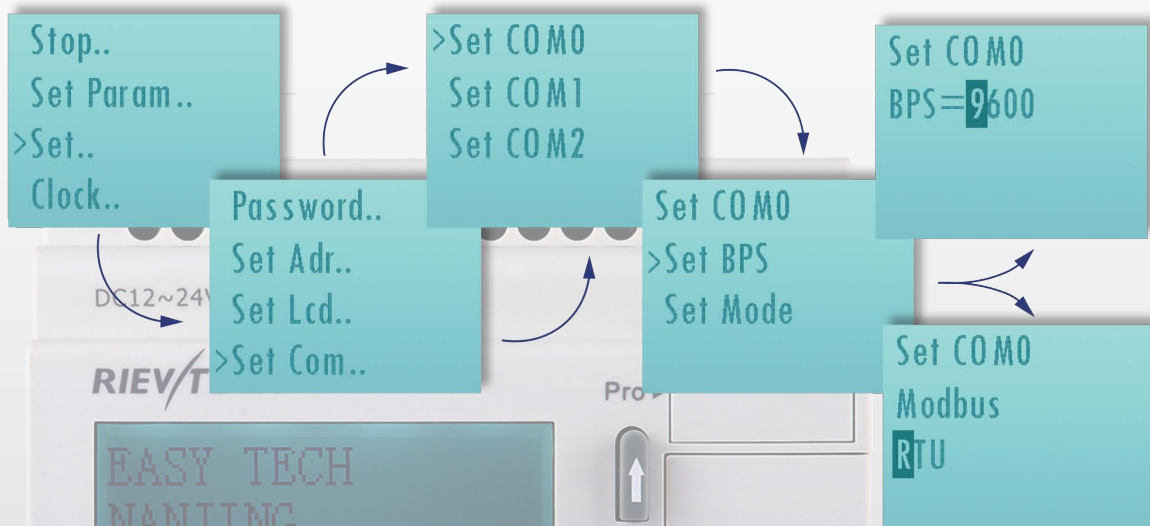 Stop..
Set Param..
>Set..
Clock..
Password..
Set Adr..
Set Lcd..
>Set Com..
>Set COM0
Set COM1
Set COM2
Set COM0
>Set BPS
Set Mode
Set COM0
BPS=9600
Set COM0
Modbus
RTU
DC12~24V
Pro
EASY TECH
NANJING